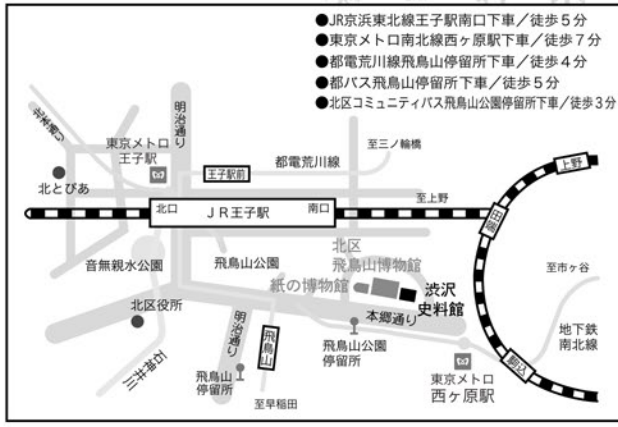 ●JR京浜東北線王子駅南口下車／徒歩5分
●東京メトロ南北線西ヶ原駅下車／徒歩7分
●都電荒川線飛鳥山停留所下車／徒歩4分
●都バス飛鳥山停留所下車／徒歩5分
●北区コミュニティバス飛鳥山公園停留所下車／徒歩3分
北本通り
明治通り
東京メトロ
王子駅
王子駅前
都電荒川線
至三ノ輪橋
上野
北とぴあ
至上野
北口
JR王子駅
南口
田端
音無親水公園
飛鳥山公園
北区
飛鳥山博物館
紙の博物館
渋沢
史料館
至市ヶ谷
北区役所
本郷通り
明治通り
飛鳥山
飛鳥山公園
停留所
地下鉄
南北線
石神井川
飛鳥山
停留所
至早稲田
東京メトロ
西ヶ原駅
駒込